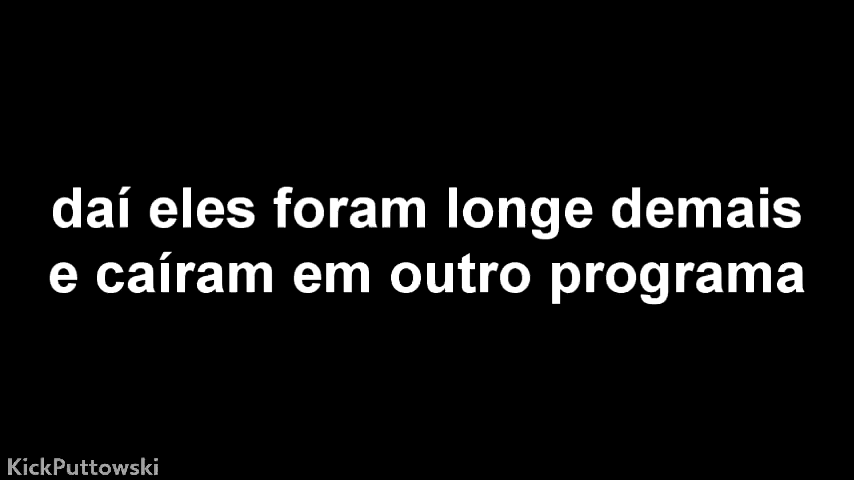 daí eles foram longe demais
e caíram em outro programa
KickPuttowski